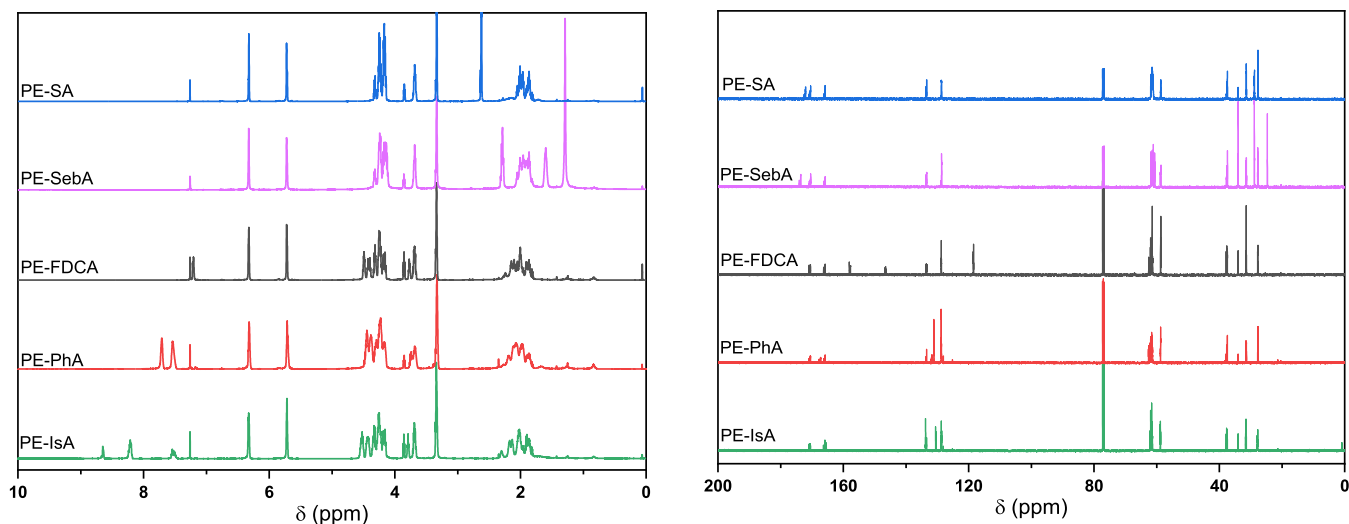 PE-SA
PE-SebA
PE-FDCA
PE-PhA
PE-IsA
10 8 6 4 2 0
δ (ppm)
PE-SA
PE-SebA
PE-FDCA
PE-PhA
PE-IsA
200 160 120 80 40 0
δ (ppm)